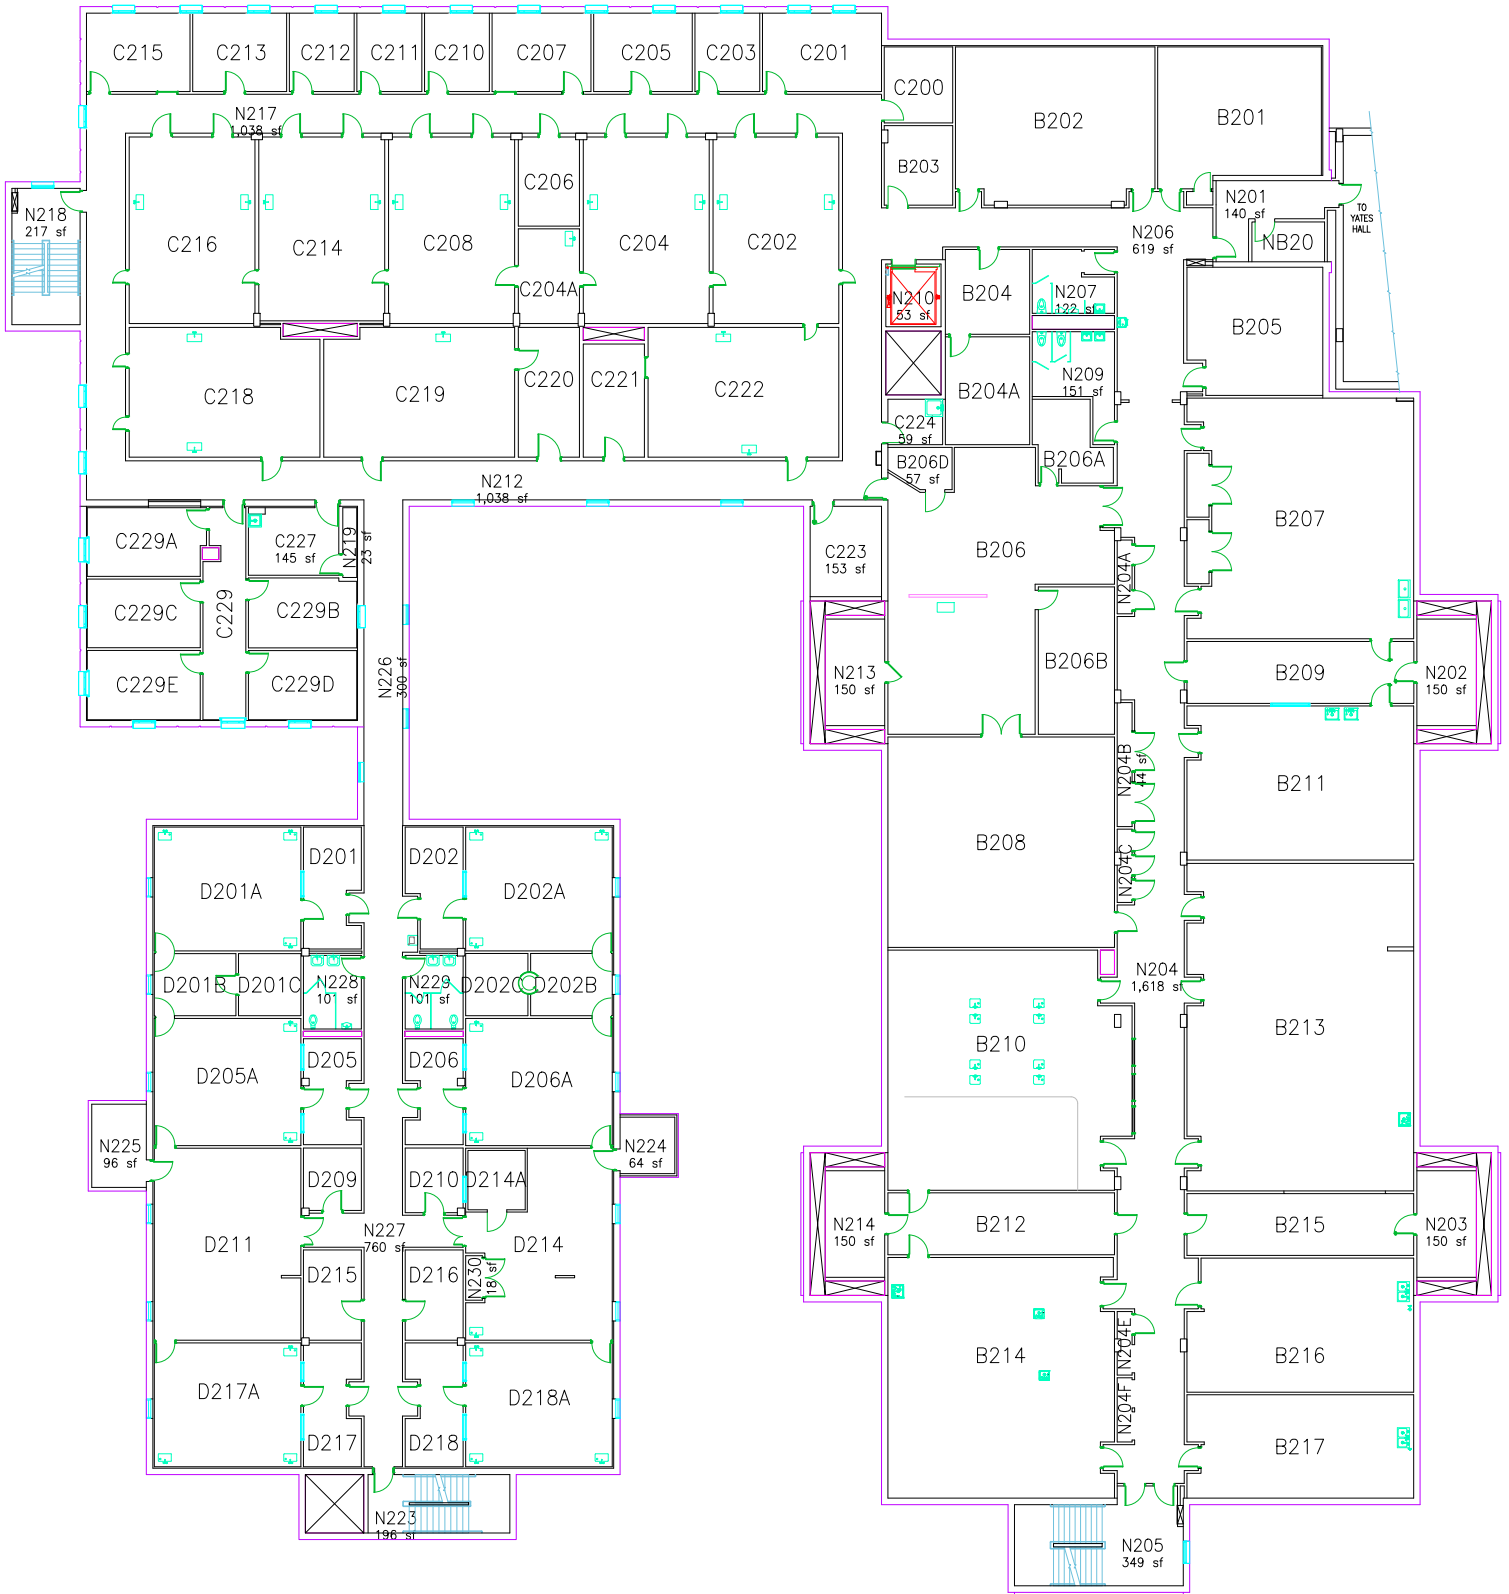 C215
C213
C212
C211
C210
C207
C205
C203
C201
N217
1,038 sf
C200
B202
B201
B203
C206
N218
217 sf
C216
C214
C208
C204
C202
C204A
N201
140 sf
TO
YATES
HALL
N206
619 sf
NB20
N210
53 sf
B204
N207
122 sf
B205
C218
C219
C220
C221
C222
B204A
N209
151 sf
C224
59 sf
B206D
57 sf
B206A
N212
1,038 sf
C229A
C227
145 sf
N219
23 sf
C223
153 sf
B206
B207
N204A
C229C
C229
C229B
C229E
C229D
N226
300 sf
N213
150 sf
B206B
B209
N202
150 sf
N204B
44 sf
B211
B208
N204C
D201
D202
D201A
D202A
D201B
D201C
N228
101 sf
N229
101 sf
D202C
D202B
N204
1,618 sf
B210
B213
D205
D206
D205A
D206A
N225
96 sf
N224
64 sf
D209
D210
D214A
D211
N227
760 sf
D214
N214
150 sf
B212
B215
N203
150 sf
D215
D216
N230
18 sf
B214
N204E
B216
D217A
D218A
N204F
D217
D218
B217
N223
196 sf
N205
349 sf